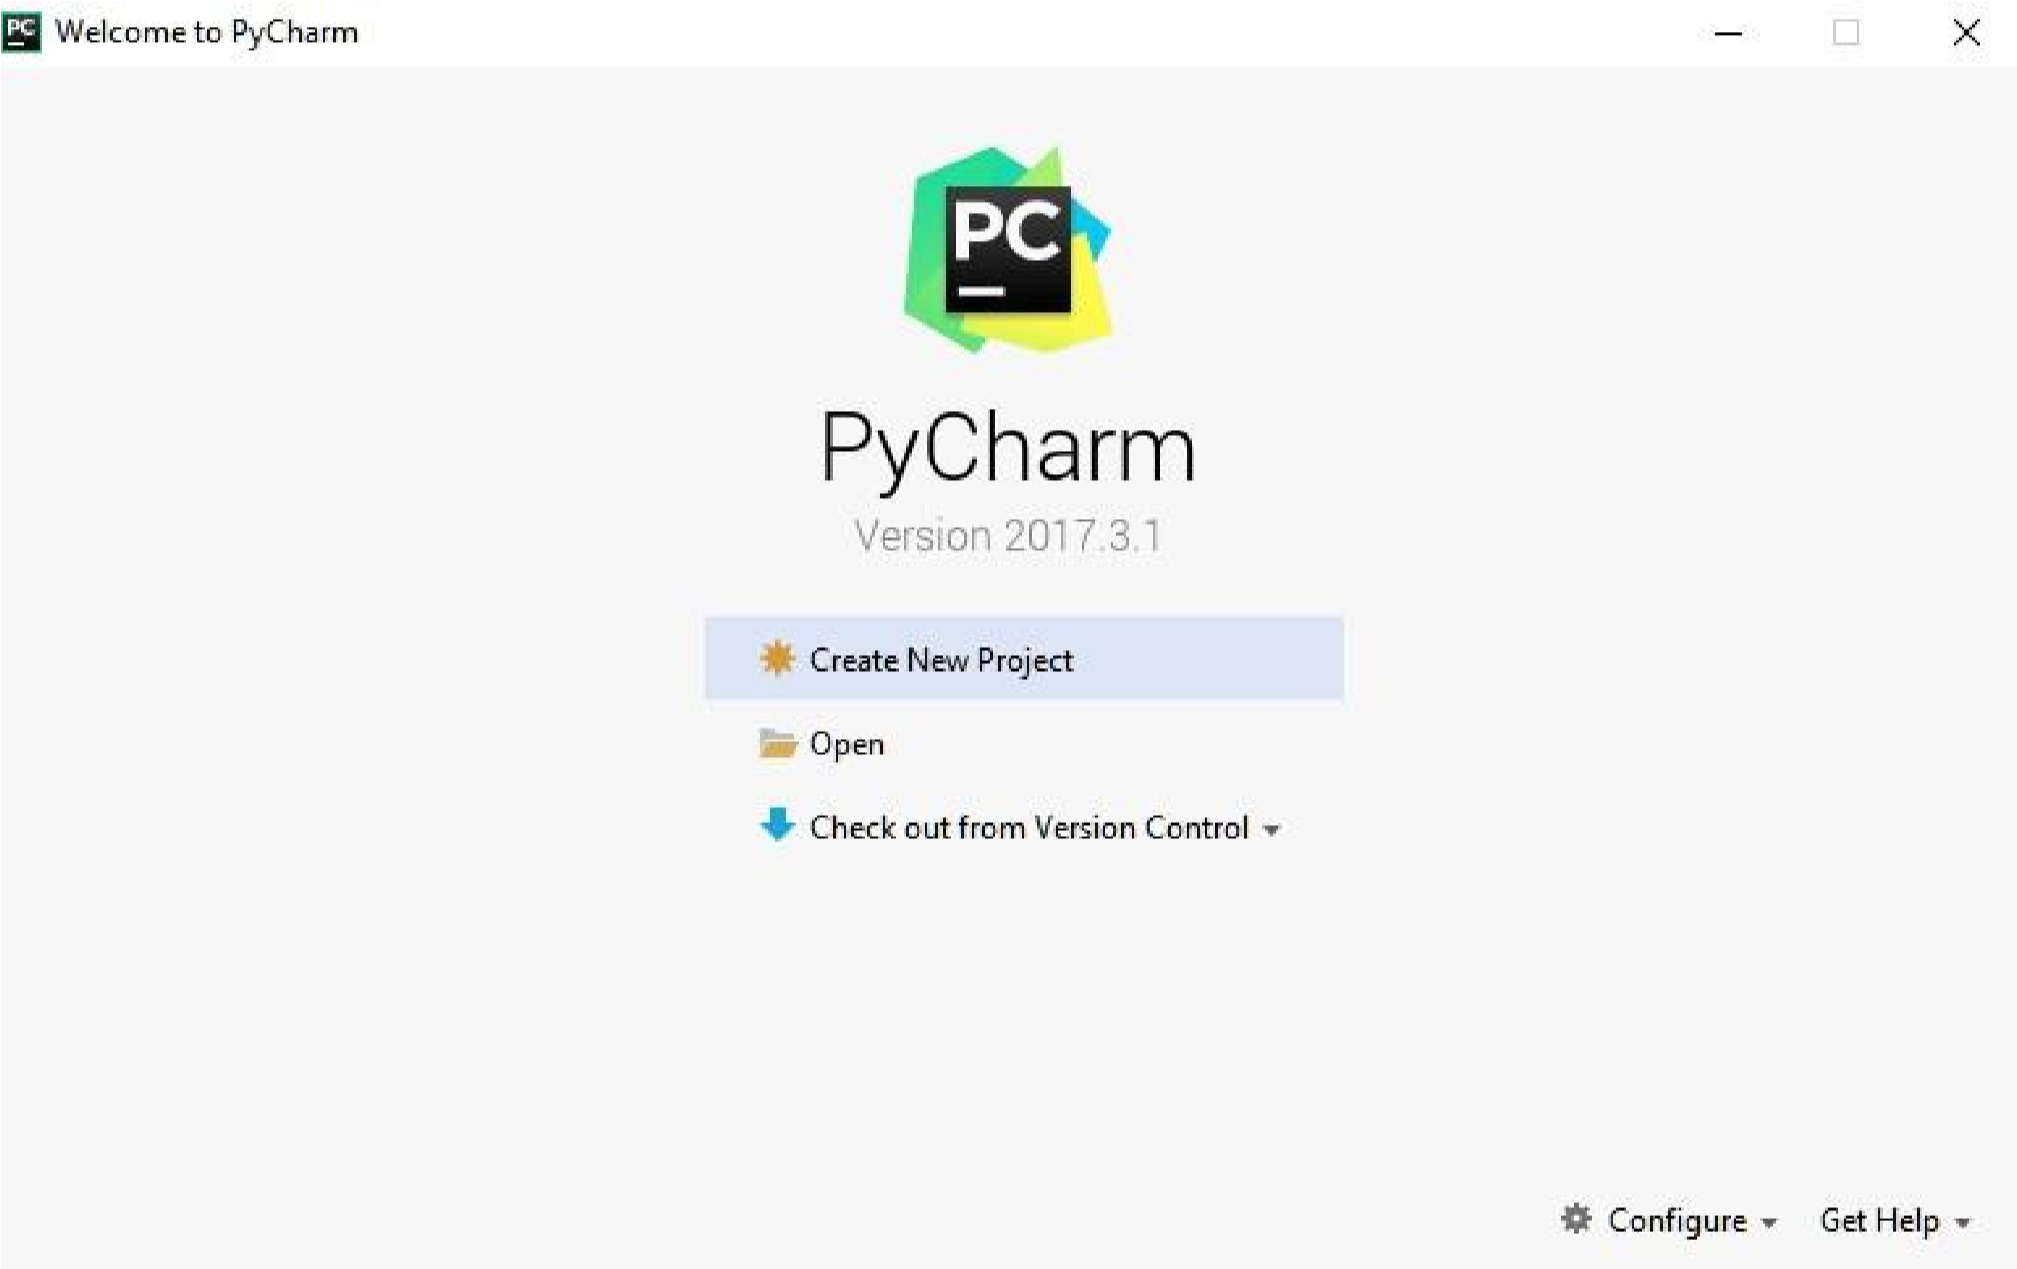 PC Welcome to PyCharm
PC
PyCharm
Version 2017.3.1
Create New Project
Open
Check out from Version Control
Configure
Get Help